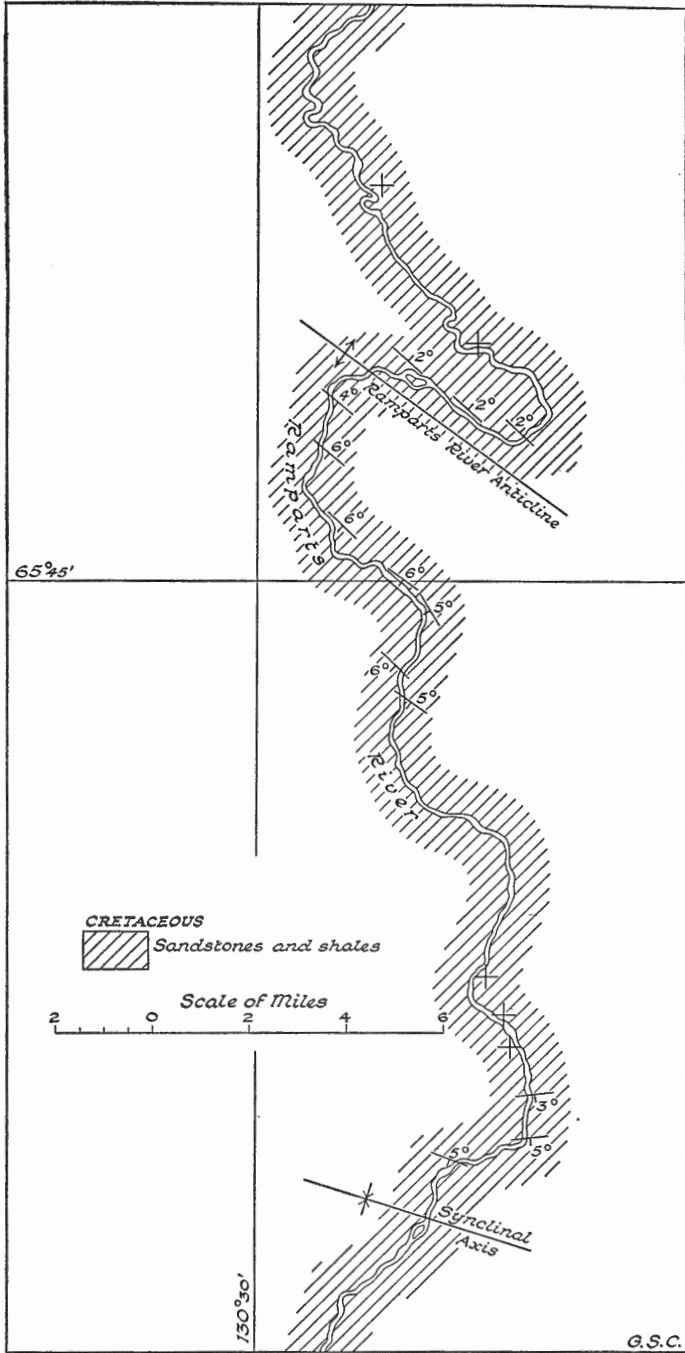 2°
4°
2°
2°
Ramparts River Anticline
6°
Ramparts
6°
65°45'
6°
5°
6°
5°
River
CRETACEOUS
Sandstones and shales
Scale of Miles
2 0 2 4 6
3°
5°
5°
Synclinal
Axis
130°30'
G.S.C.